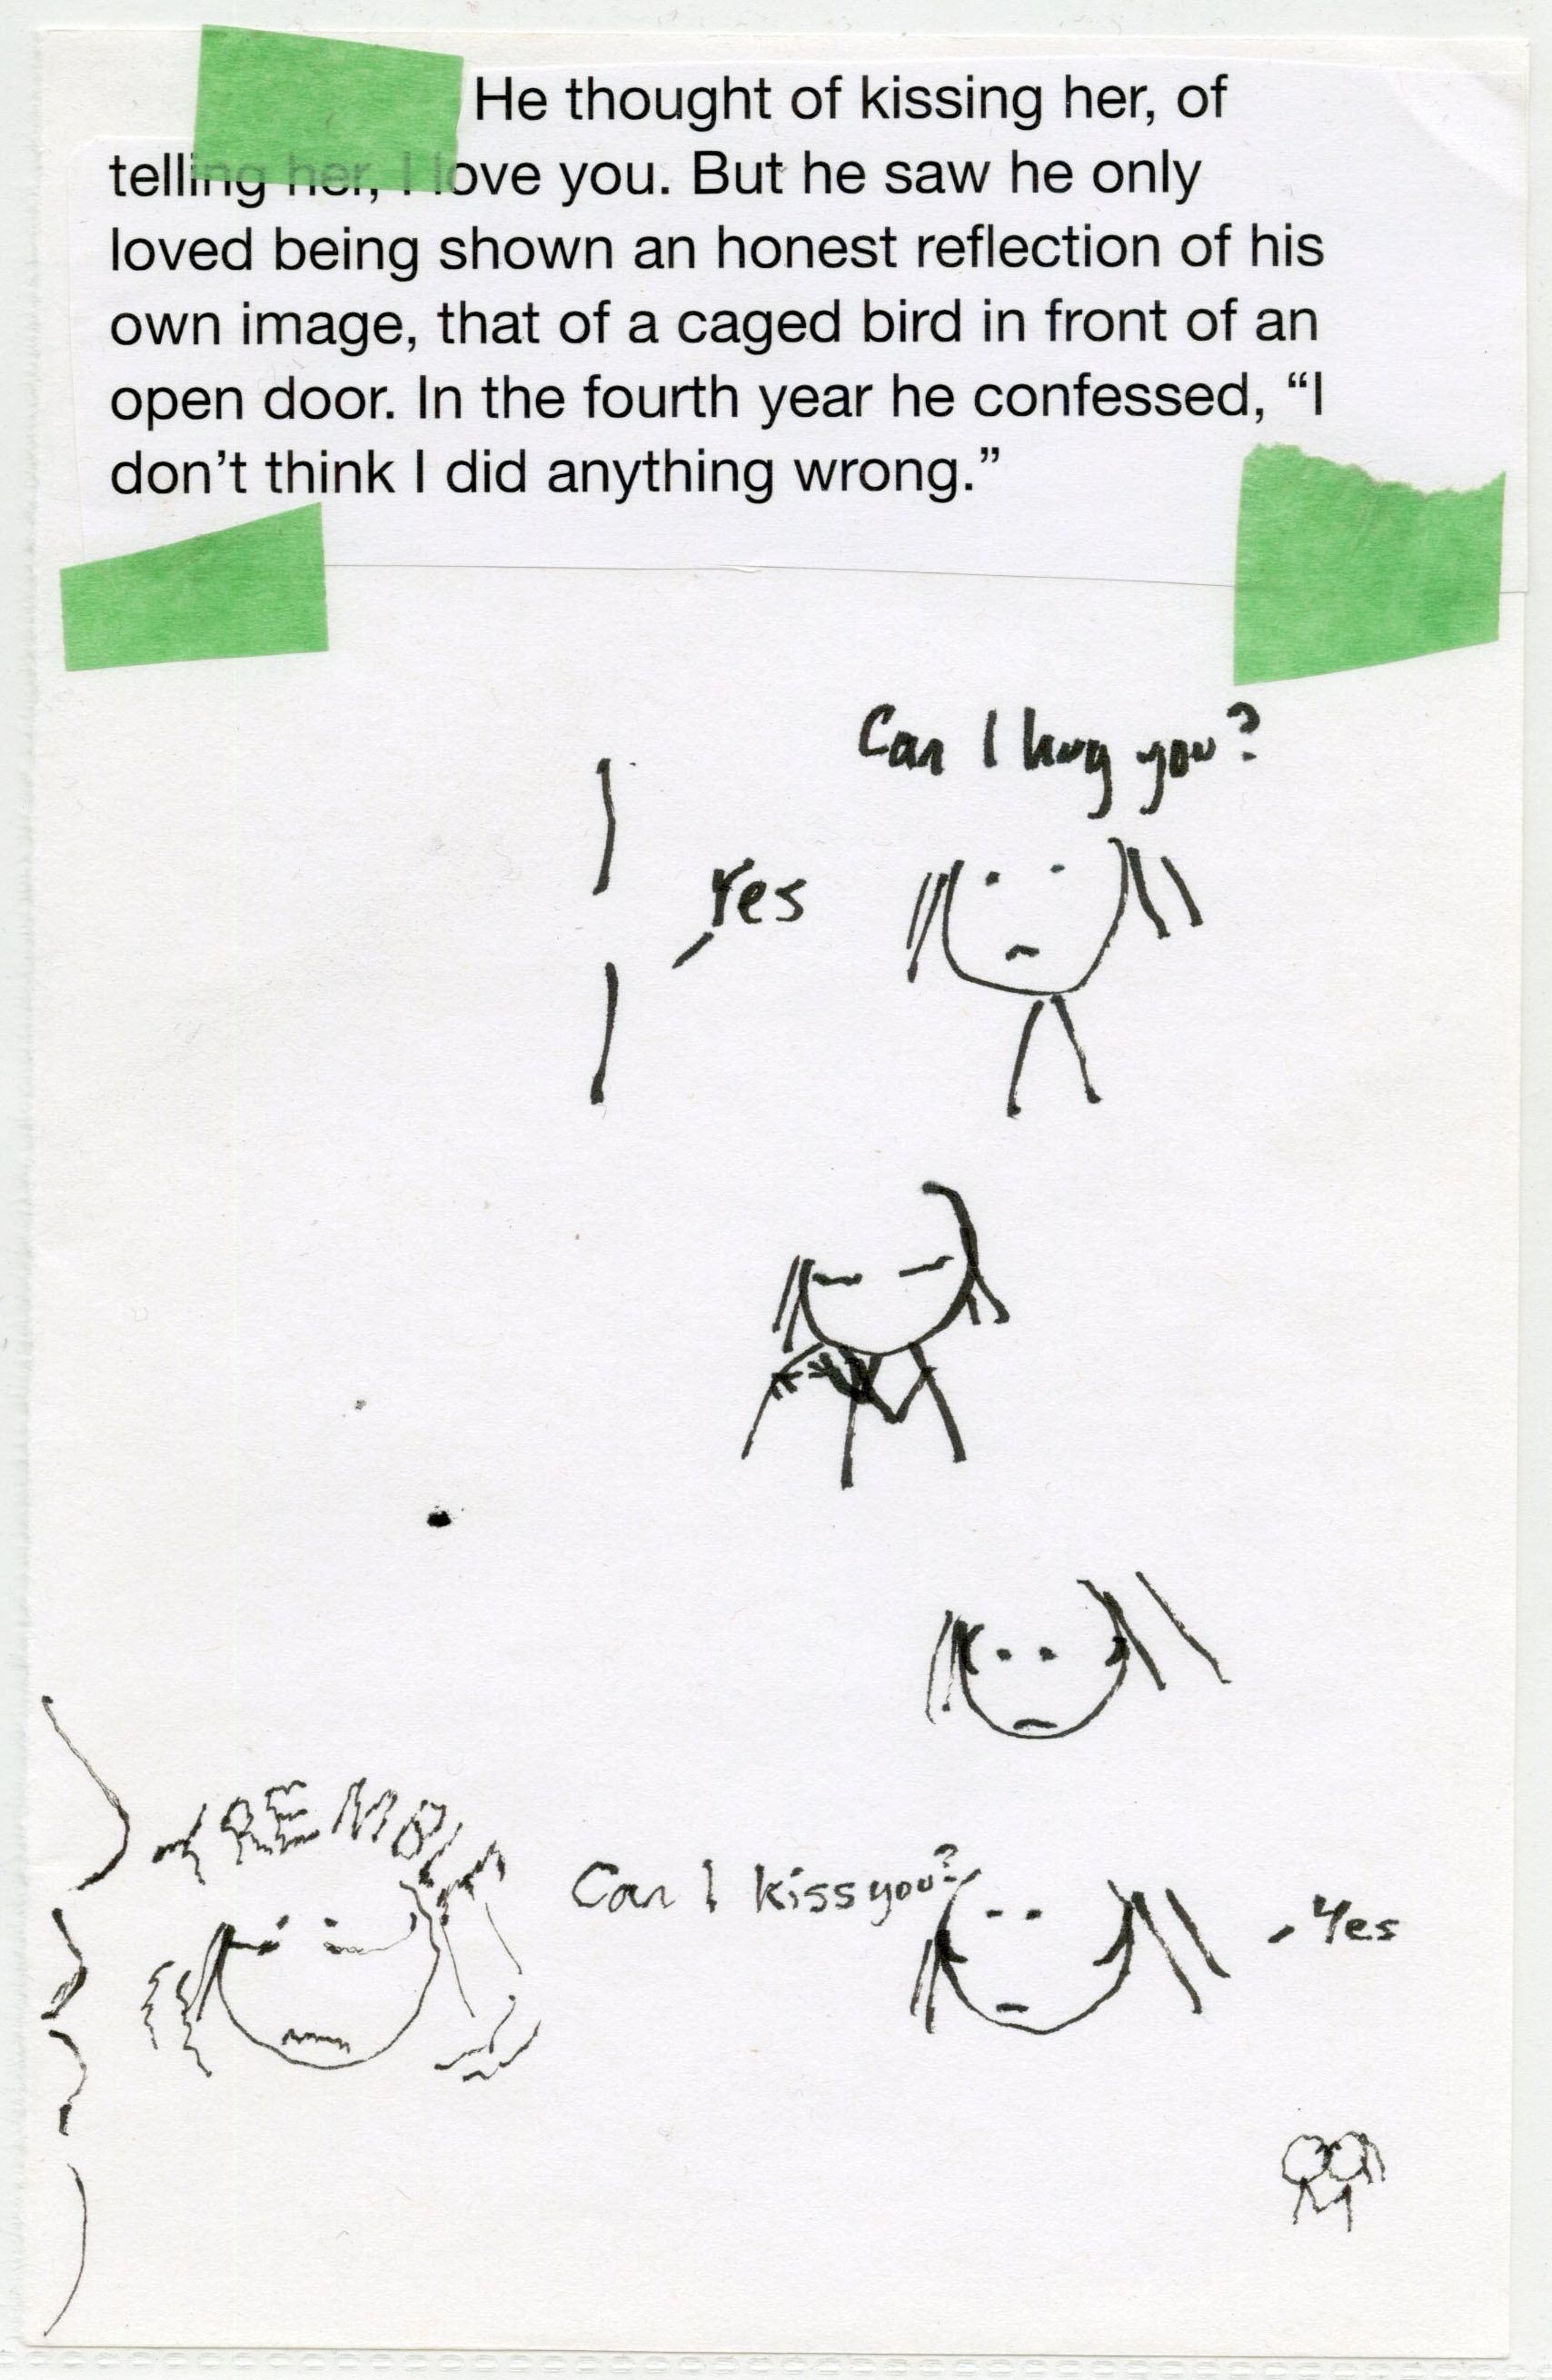 He thought of kissing her, of
telling her, I love you. But he saw he only
loved being shown an honest reflection of his
own image, that of a caged bird in front of an
open door. In the fourth year he confessed, “I
don’t think I did anything wrong.”
Can I hug you?
Yes
TREMBLE
Can I kiss you?
Yes